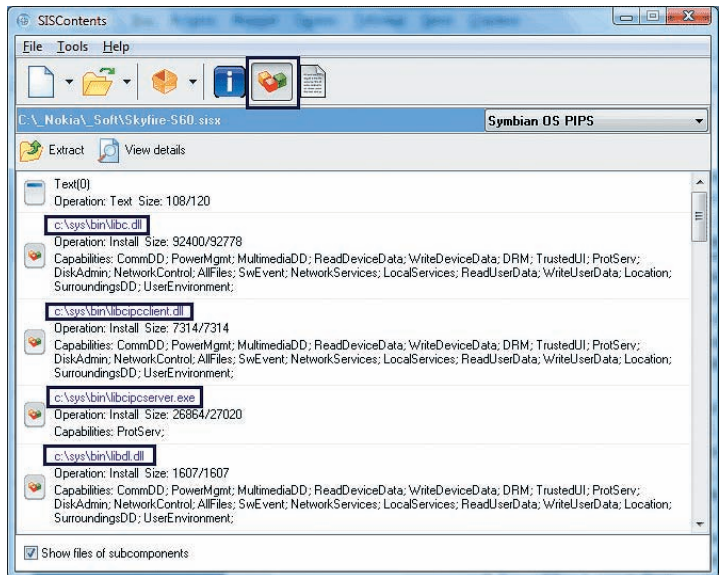 SISContents
File Tools Help
C:\_Nokia\_Soft\Skyfire-S60.sisx
Symbian OS PIPS
Extract View details
Text(0)
Operation: Text Size: 108/120
c:\sys\bin\libc.dll
Operation: Install Size: 92400/92778
Capabilities: CommDD; PowerMgmt; MultimediaDD; ReadDeviceData; WriteDeviceData; DRM; TrustedUI; ProtServ;
DiskAdmin; NetworkControl; AllFiles; SwEvent; NetworkServices; LocalServices; ReadUserData; WriteUserData; Location;
SurroundingsDD; UserEnvironment;
c:\sys\bin\libcipcclient.dll
Operation: Install Size: 7314/7314
Capabilities: CommDD; PowerMgmt; MultimediaDD; ReadDeviceData; WriteDeviceData; DRM; TrustedUI; ProtServ;
DiskAdmin; NetworkControl; AllFiles; SwEvent; NetworkServices; LocalServices; ReadUserData; WriteUserData; Location;
SurroundingsDD; UserEnvironment;
c:\sys\bin\libcipcserver.exe
Operation: Install Size: 26864/27020
Capabilities: ProtServ;
c:\sys\bin\libdl.dll
Operation: Install Size: 1607/1607
Capabilities: CommDD; PowerMgmt; MultimediaDD; ReadDeviceData; WriteDeviceData; DRM; TrustedUI; ProtServ;
DiskAdmin; NetworkControl; AllFiles; SwEvent; NetworkServices; LocalServices; ReadUserData; WriteUserData; Location;
SurroundingsDD; UserEnvironment;
Show files of subcomponents